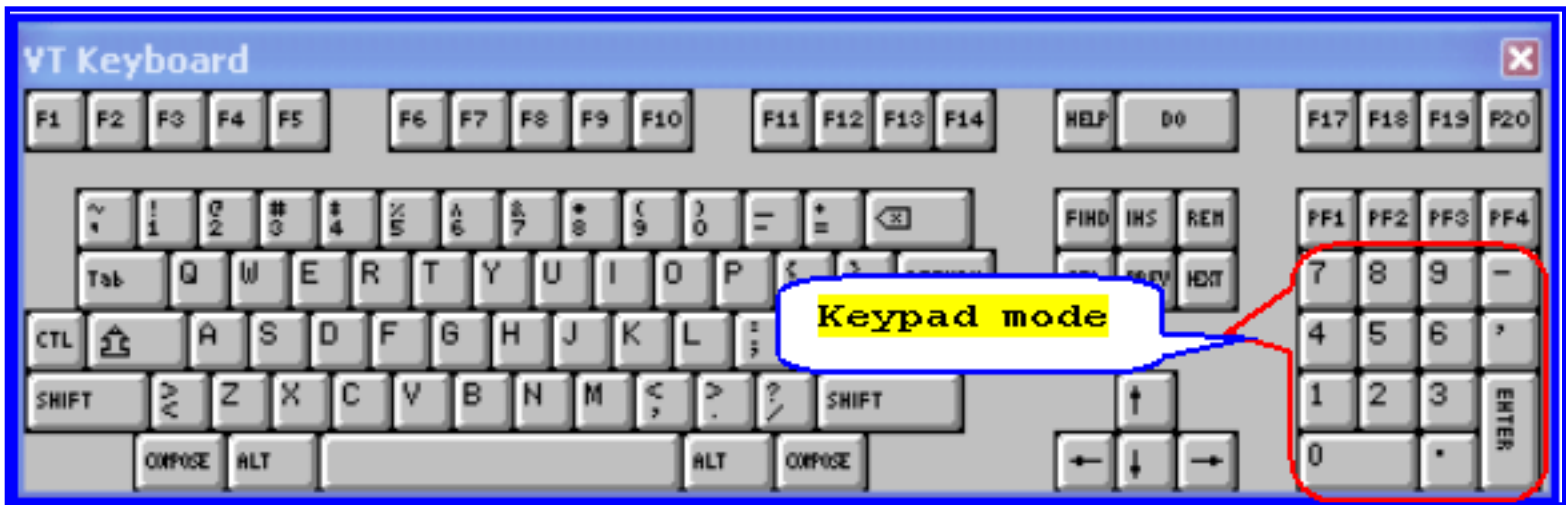 VT Keyboard
F1 F2 F3 F4 F5 F6 F7 F8 F9 F10 F11 F12 F13 F14 HELP DO F17 F18 F19 F20
~ ! @ # $ % ^ & * ( ) _ +
' 1 2 3 4 5 6 7 8 9 0 - = FIND INS REM PF1 PF2 PF3 PF4
Tab Q W E R T Y U I O P NEXT 7 8 9 -
Keypad mode
CTL A S D F G H J K L : ; 4 5 6 ,
SHIFT > < Z X C V B N M < , > . ? / SHIFT ↑ 1 2 3 ENTER
COMPOSE ALT ALT COMPOSE ← ↓ → 0 .